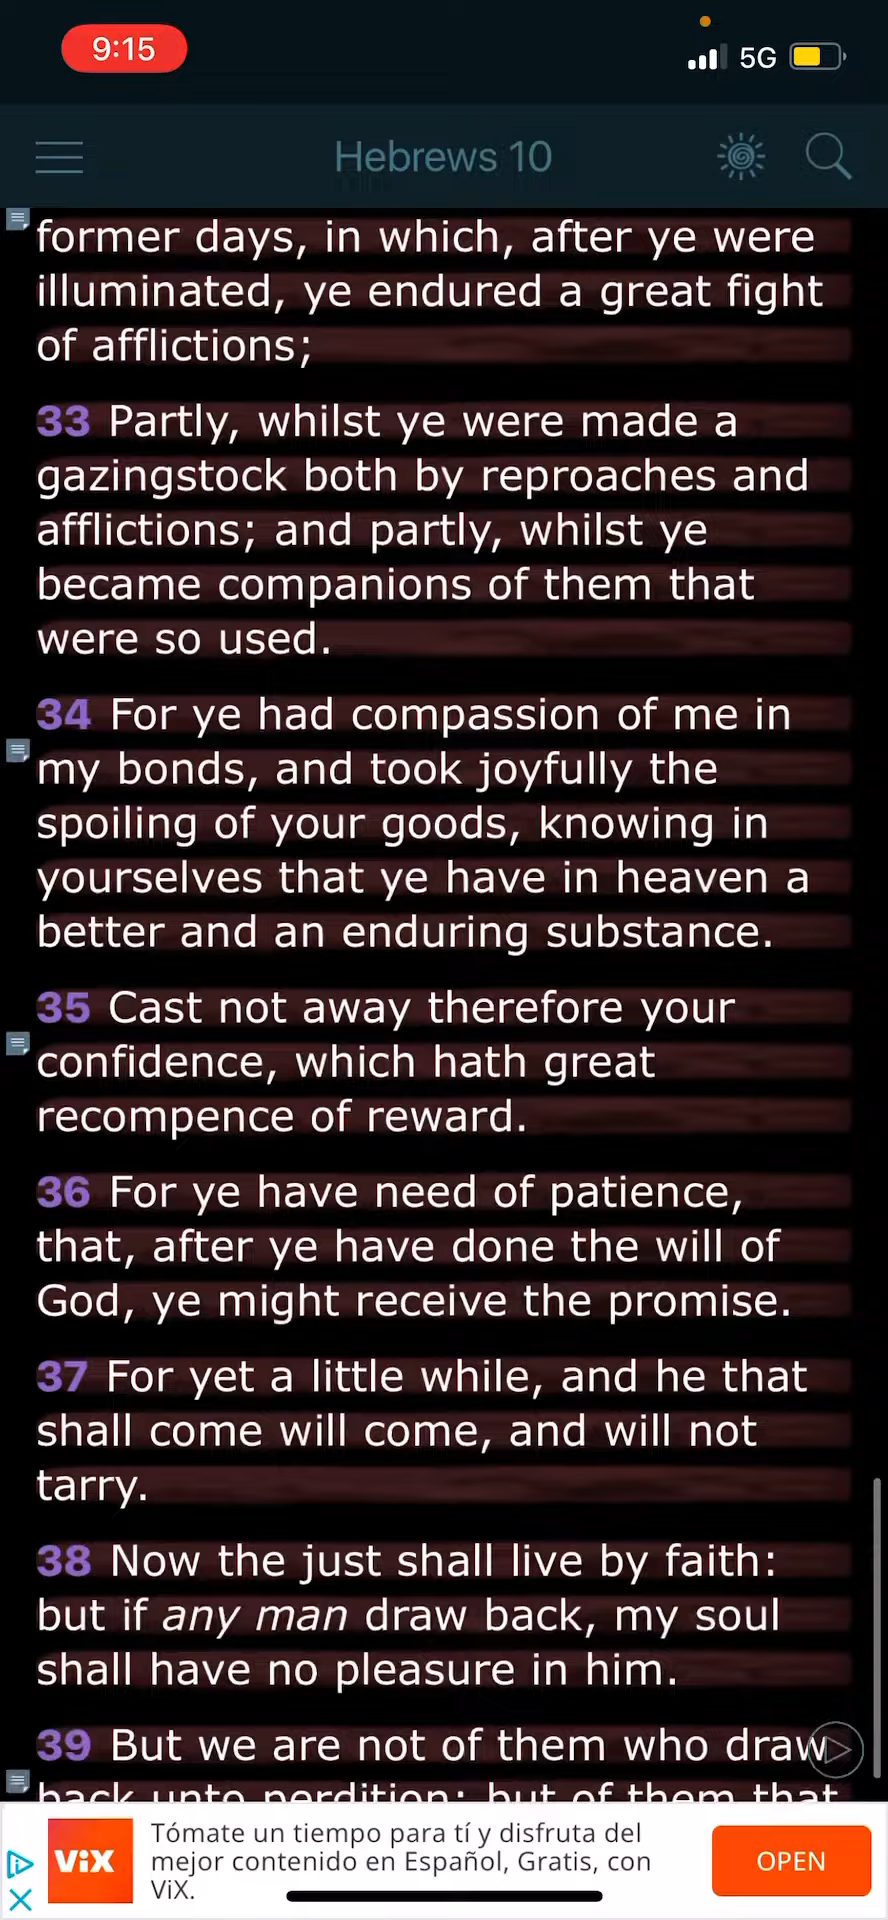 9:15
5G
Hebrews 10
former days, in which, after ye were
illuminated, ye endured a great fight
of afflictions;
33 Partly, whilst ye were made a
gazingstock both by reproaches and
afflictions; and partly, whilst ye
became companions of them that
were so used.
34 For ye had compassion of me in
my bonds, and took joyfully the
spoiling of your goods, knowing in
yourselves that ye have in heaven a
better and an enduring substance.
35 Cast not away therefore your
confidence, which hath great
recompence of reward.
36 For ye have need of patience,
that, after ye have done the will of
God, ye might receive the promise.
37 For yet a little while, and he that
shall come will come, and will not
tarry.
38 Now the just shall live by faith:
but if any man draw back, my soul
shall have no pleasure in him.
39 But we are not of them who draw
back unto perdition; but of them that
ViX
Tómate un tiempo para tí y disfruta del
mejor contenido en Español, Gratis, con
ViX.
OPEN